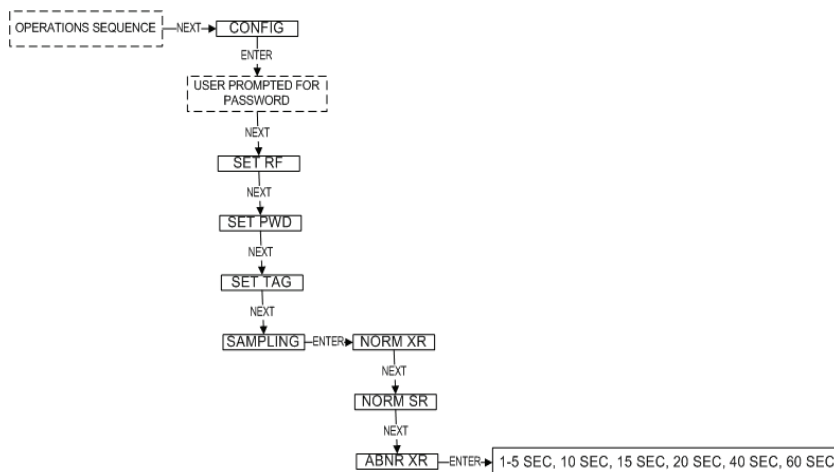 OPERATIONS SEQUENCE NEXT CONFIG
ENTER
USER PROMPTED FOR
PASSWORD
NEXT
SET RF
NEXT
SET PWD
NEXT
SET TAG
NEXT
SAMPLING ENTER NORM XR
NEXT
NORM SR
NEXT
ABNR XR ENTER 1-5 SEC, 10 SEC, 15 SEC, 20 SEC, 40 SEC, 60 SEC